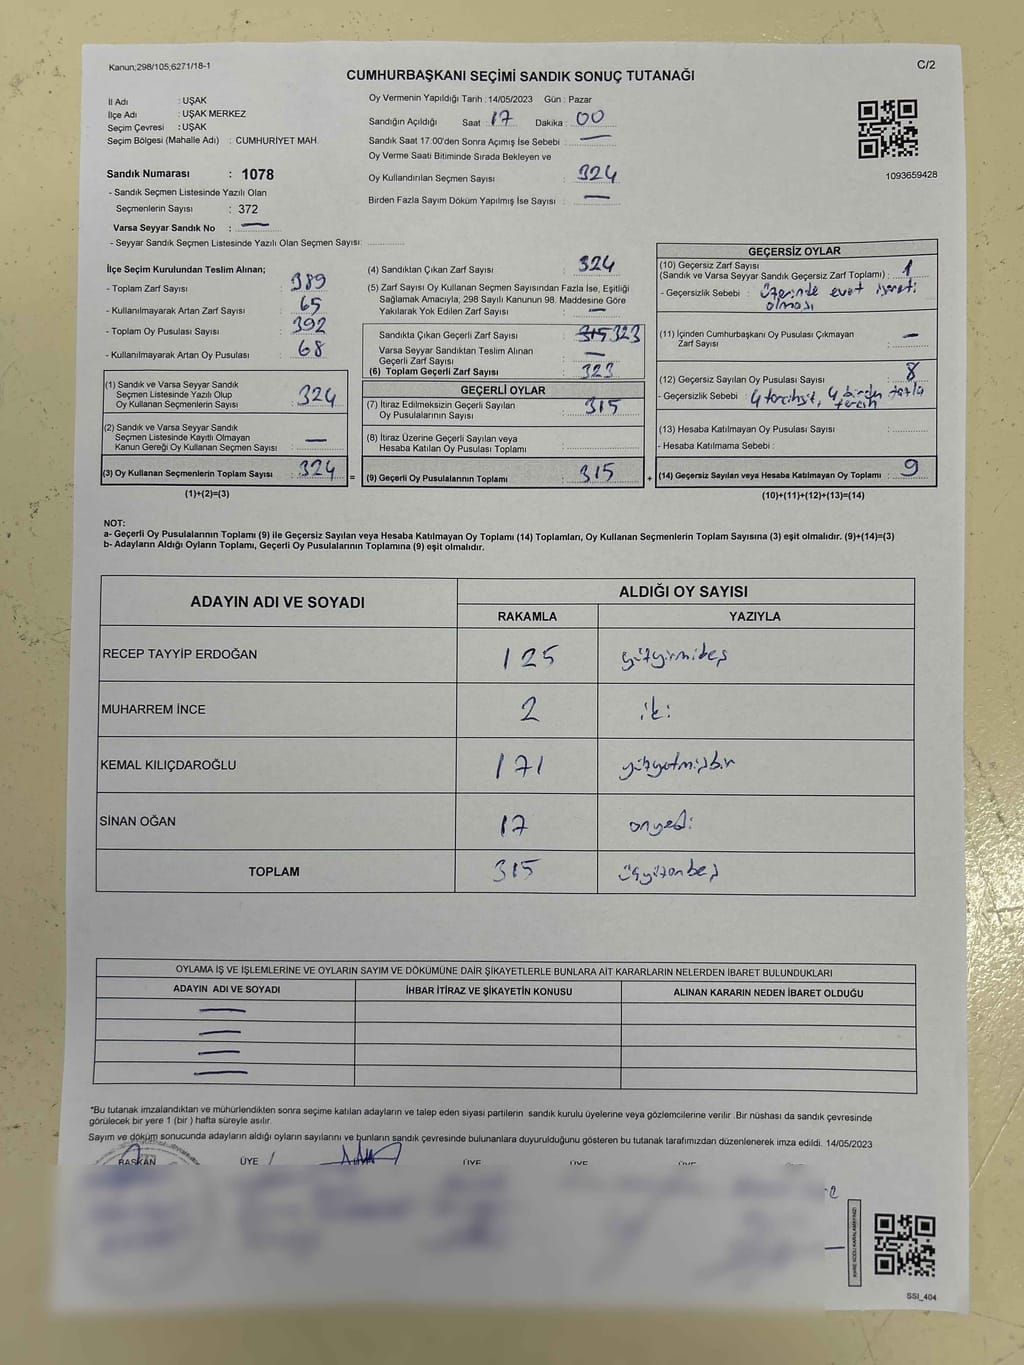 Kanun;298/105,6271/18-1
C/2
CUMHURBAŞKANI SEÇİMİ SANDIK SONUÇ TUTANAĞI
İl Adı : UŞAK
İlçe Adı : UŞAK MERKEZ
Seçim Çevresi : UŞAK
Seçim Bölgesi (Mahalle Adı) : CUMHURİYET MAH.
Sandık Numarası : 1078
- Sandık Seçmen Listesinde Yazılı Olan
Seçmenlerin Sayısı : 372
Varsa Seyyar Sandık No : —
- Seyyar Sandık Seçmen Listesinde Yazılı Olan Seçmen Sayısı:
Oy Vermenin Yapıldığı Tarih : 14/05/2023 Gün : Pazar
Sandığın Açıldığı Saat : 17 Dakika : 00
Sandık Saat 17:00'den Sonra Açımış İse Sebebi : —
Oy Verme Saati Bitiminde Sırada Bekleyen ve
Oy Kullandırılan Seçmen Sayısı : 324
Birden Fazla Sayım Döküm Yapılmış İse Sayısı : —
1093659428
İlçe Seçim Kurulundan Teslim Alınan;
- Toplam Zarf Sayısı : 389
- Kullanılmayarak Artan Zarf Sayısı : 65
- Toplam Oy Pusulası Sayısı : 392
- Kullanılmayarak Artan Oy Pusulası : 68
(1) Sandık ve Varsa Seyyar Sandık
Seçmen Listesinde Yazılı Olup
Oy Kullanan Seçmenlerin Sayısı : 324
(2) Sandık ve Varsa Seyyar Sandık
Seçmen Listesinde Kayıtlı Olmayan
Kanun Gereği Oy Kullanan Seçmen Sayısı : —
(3) Oy Kullanan Seçmenlerin Toplam Sayısı : 324
(1)+(2)=(3)
(4) Sandıktan Çıkan Zarf Sayısı : 324
(5) Zarf Sayısı Oy Kullanan Seçmen Sayısından Fazla İse, Eşitliği
Sağlamak Amacıyla, 298 Sayılı Kanunun 98. Maddesine Göre
Yakılarak Yok Edilen Zarf Sayısı : —
Sandıkta Çıkan Geçerli Zarf Sayısı : 315 323
Varsa Seyyar Sandıktan Teslim Alınan
Geçerli Zarf Sayısı : —
(6) Toplam Geçerli Zarf Sayısı : 323
GEÇERLİ OYLAR
(7) İtiraz Edilmeksizin Geçerli Sayılan
Oy Pusulalarının Sayısı : 315
(8) İtiraz Üzerine Geçerli Sayılan veya
Hesaba Katılan Oy Pusulası Toplamı :
= (9) Geçerli Oy Pusulalarının Toplamı : 315
GEÇERSİZ OYLAR
(10) Geçersiz Zarf Sayısı
(Sandık ve Varsa Seyyar Sandık Geçersiz Zarf Toplamı) : 1
- Geçersizlik Sebebi : üzerinde evet işareti
olması
(11) İçinden Cumhurbaşkanı Oy Pusulası Çıkmayan
Zarf Sayısı : —
(12) Geçersiz Sayılan Oy Pusulası Sayısı : 8
- Geçersizlik Sebebi : 4 tercihsiz, 4 birden fazla
tercih
(13) Hesaba Katılmayan Oy Pusulası Sayısı :
- Hesaba Katılmama Sebebi :
+ (14) Geçersiz Sayılan veya Hesaba Katılmayan Oy Toplamı : 9
(10)+(11)+(12)+(13)=(14)
NOT:
a- Geçerli Oy Pusulalarının Toplamı (9) ile Geçersiz Sayılan veya Hesaba Katılmayan Oy Toplamı (14) Toplamları, Oy Kullanan Seçmenlerin Toplam Sayısına (3) eşit olmalıdır. (9)+(14)=(3)
b- Adayların Aldığı Oyların Toplamı, Geçerli Oy Pusulalarının Toplamına (9) eşit olmalıdır.
ADAYIN ADI VE SOYADI
ALDIĞI OY SAYISI
RAKAMLA YAZIYLA
RECEP TAYYİP ERDOĞAN 125 yüzyirmibeş
MUHARREM İNCE 2 iki
KEMAL KILIÇDAROĞLU 171 yüzyetmişbir
SİNAN OĞAN 17 onyedi
TOPLAM 315 üçyüzonbeş
OYLAMA İŞ VE İŞLEMLERİNE VE OYLARIN SAYIM VE DÖKÜMÜNE DAİR ŞİKAYETLERLE BUNLARA AİT KARARLARIN NELERDEN İBARET BULUNDUKLARI
ADAYIN ADI VE SOYADI İHBAR İTİRAZ VE ŞİKAYETİN KONUSU ALINAN KARARIN NEDEN İBARET OLDUĞU
—
—
—
—
*Bu tutanak imzalandıktan ve mühürlendikten sonra seçime katılan adayların ve talep eden siyasi partilerin sandık kurulu üyelerine veya gözlemcilerine verilir .Bir nüshası da sandık çevresinde
görülecek bir yere 1 (bir ) hafta süreyle asılır.
Sayım ve döküm sonucunda adayların aldığı oyların sayılarını ve bunların sandık çevresinde bulunanlara duyurulduğunu gösteren bu tutanak tarafımızdan düzenlenerek imza edildi. 14/05/2023
BAŞKAN ÜYE ÜYE ÜYE ÜYE
SSI_404